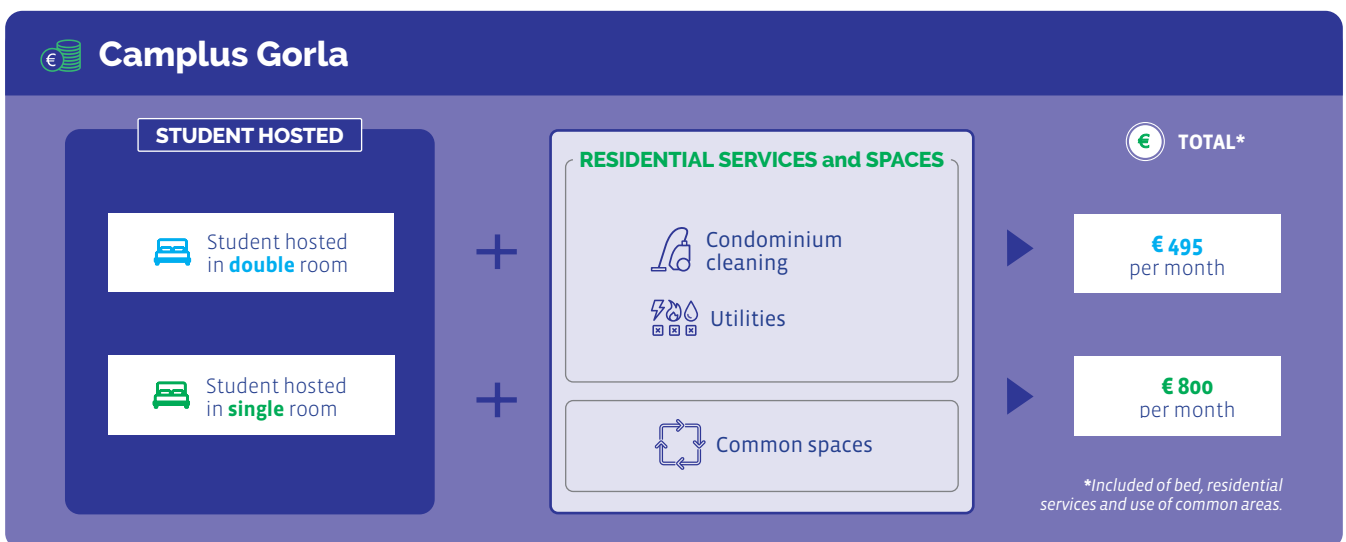 Camplus Gorla
STUDENT HOSTED
Student hosted
in double room
Student hosted
in single room
RESIDENTIAL SERVICES and SPACES
Condominium
cleaning
Utilities
Common spaces
€ TOTAL*
€ 495
per month
€ 800
per month
*Included of bed, residential
services and use of common areas.